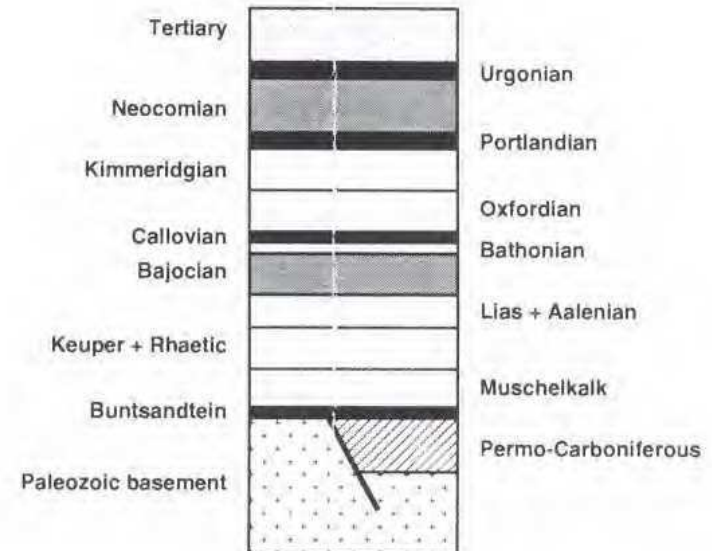 Tertiary
Urgonian
Neocomian
Portlandian
Kimmeridgian
Oxfordian
Callovian
Bathonian
Bajocian
Lias + Aalenian
Keuper + Rhaetic
Muschelkalk
Buntsandtein
Permo-Carboniferous
Paleozoic basement